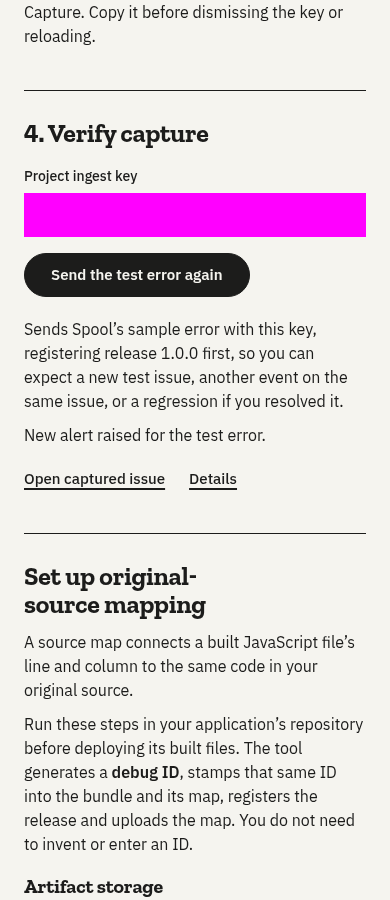 Capture. Copy it before dismissing the key or
reloading.
4. Verify capture
Project ingest key
Send the test error again
Sends Spool’s sample error with this key,
registering release 1.0.0 first, so you can
expect a new test issue, another event on the
same issue, or a regression if you resolved it.
New alert raised for the test error.
Open captured issue Details
Set up original-
source mapping
A source map connects a built JavaScript file’s
line and column to the same code in your
original source.
Run these steps in your application’s repository
before deploying its built files. The tool
generates a debug ID, stamps that same ID
into the bundle and its map, registers the
release and uploads the map. You do not need
to invent or enter an ID.
Artifact storage